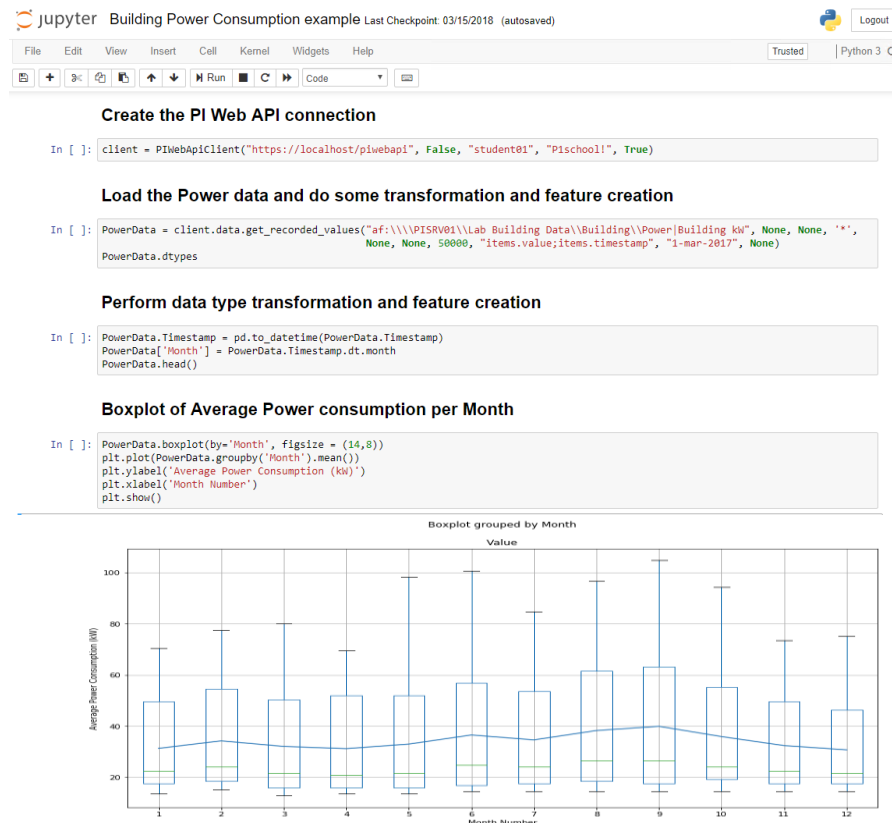 jupyter Building Power Consumption example Last Checkpoint: 03/15/2018 (autosaved) Logout
File Edit View Insert Cell Kernel Widgets Help Trusted Python 3
Run Code
Create the PI Web API connection
In [ ]: client = PIWebApiClient("https://localhost/piwebapi", False, "student01", "P1school!", True)
Load the Power data and do some transformation and feature creation
In [ ]: PowerData = client.data.get_recorded_values("af:\\\\PISRV01\\Lab Building Data\\Building\\Power|Building kW", None, None, '*',
None, None, 50000, "items.value;items.timestamp", "1-mar-2017", None)
PowerData.dtypes
Perform data type transformation and feature creation
In [ ]: PowerData.Timestamp = pd.to_datetime(PowerData.Timestamp)
PowerData['Month'] = PowerData.Timestamp.dt.month
PowerData.head()
Boxplot of Average Power consumption per Month
In [ ]: PowerData.boxplot(by='Month', figsize = (14,8))
plt.plot(PowerData.groupby('Month').mean())
plt.ylabel('Average Power Consumption (kW)')
plt.xlabel('Month Number')
plt.show()
Boxplot grouped by Month
Value
100
80
60
40
20
Average Power Consumption (kW)
1 2 3 4 5 6 7 8 9 10 11 12
Month Number